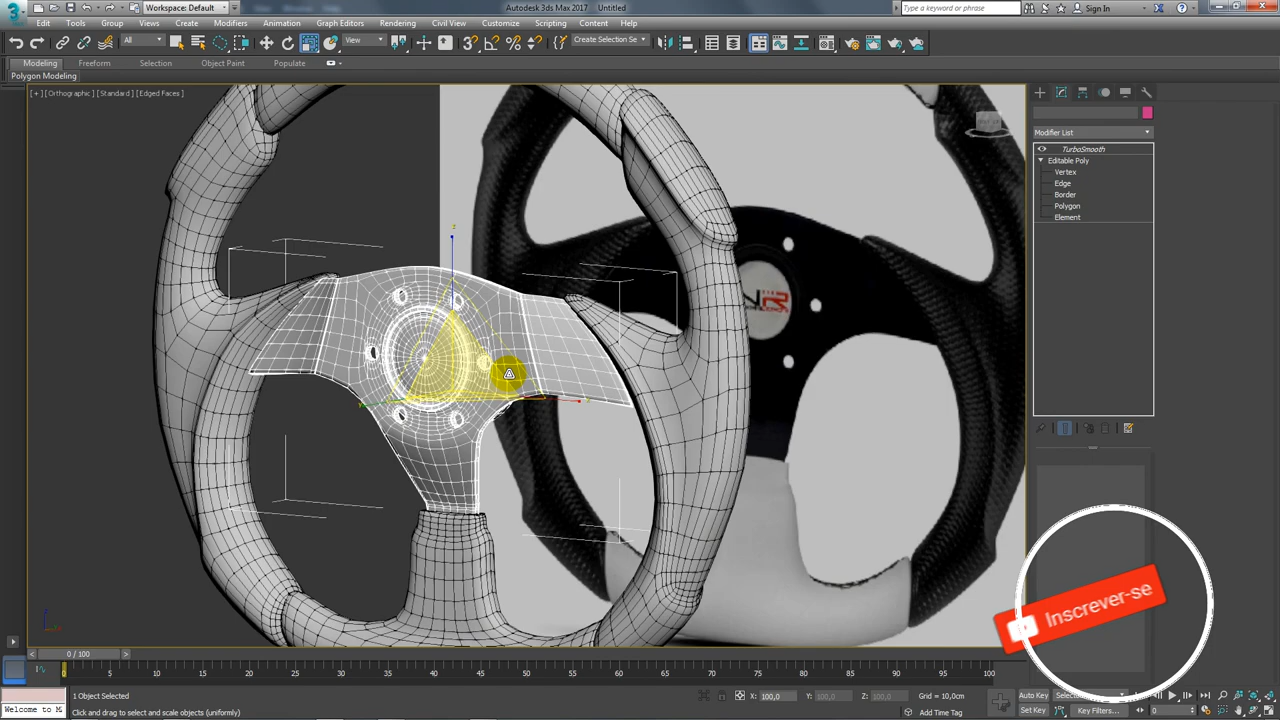 Workspace: Default
Autodesk 3ds Max 2017 Untitled
Type a keyword or phrase
Sign In
Edit Tools Group Views Create Modifiers Animation Graph Editors Rendering Civil View Customize Scripting Content Help
All
View
Create Selection Se
Modeling Freeform Selection Object Paint Populate
Polygon Modeling
[ + ] [Orthographic ] [Standard ] [Edged Faces ]
Modifier List
TurboSmooth
Editable Poly
Vertex
Edge
Border
Polygon
Element
z
Inscrever-se
0 / 100
0 5 10 15 20 25 30 35 40 45 50 55 60 65 70 75 80 85 90 95 100
1 Object Selected
X: 100,0 Y: 100,0 Z: 100,0 Grid = 10,0cm
Auto Key
Welcome to M
Click and drag to select and scale objects (uniformly)
Add Time Tag
Set Key
Key Filters...
0